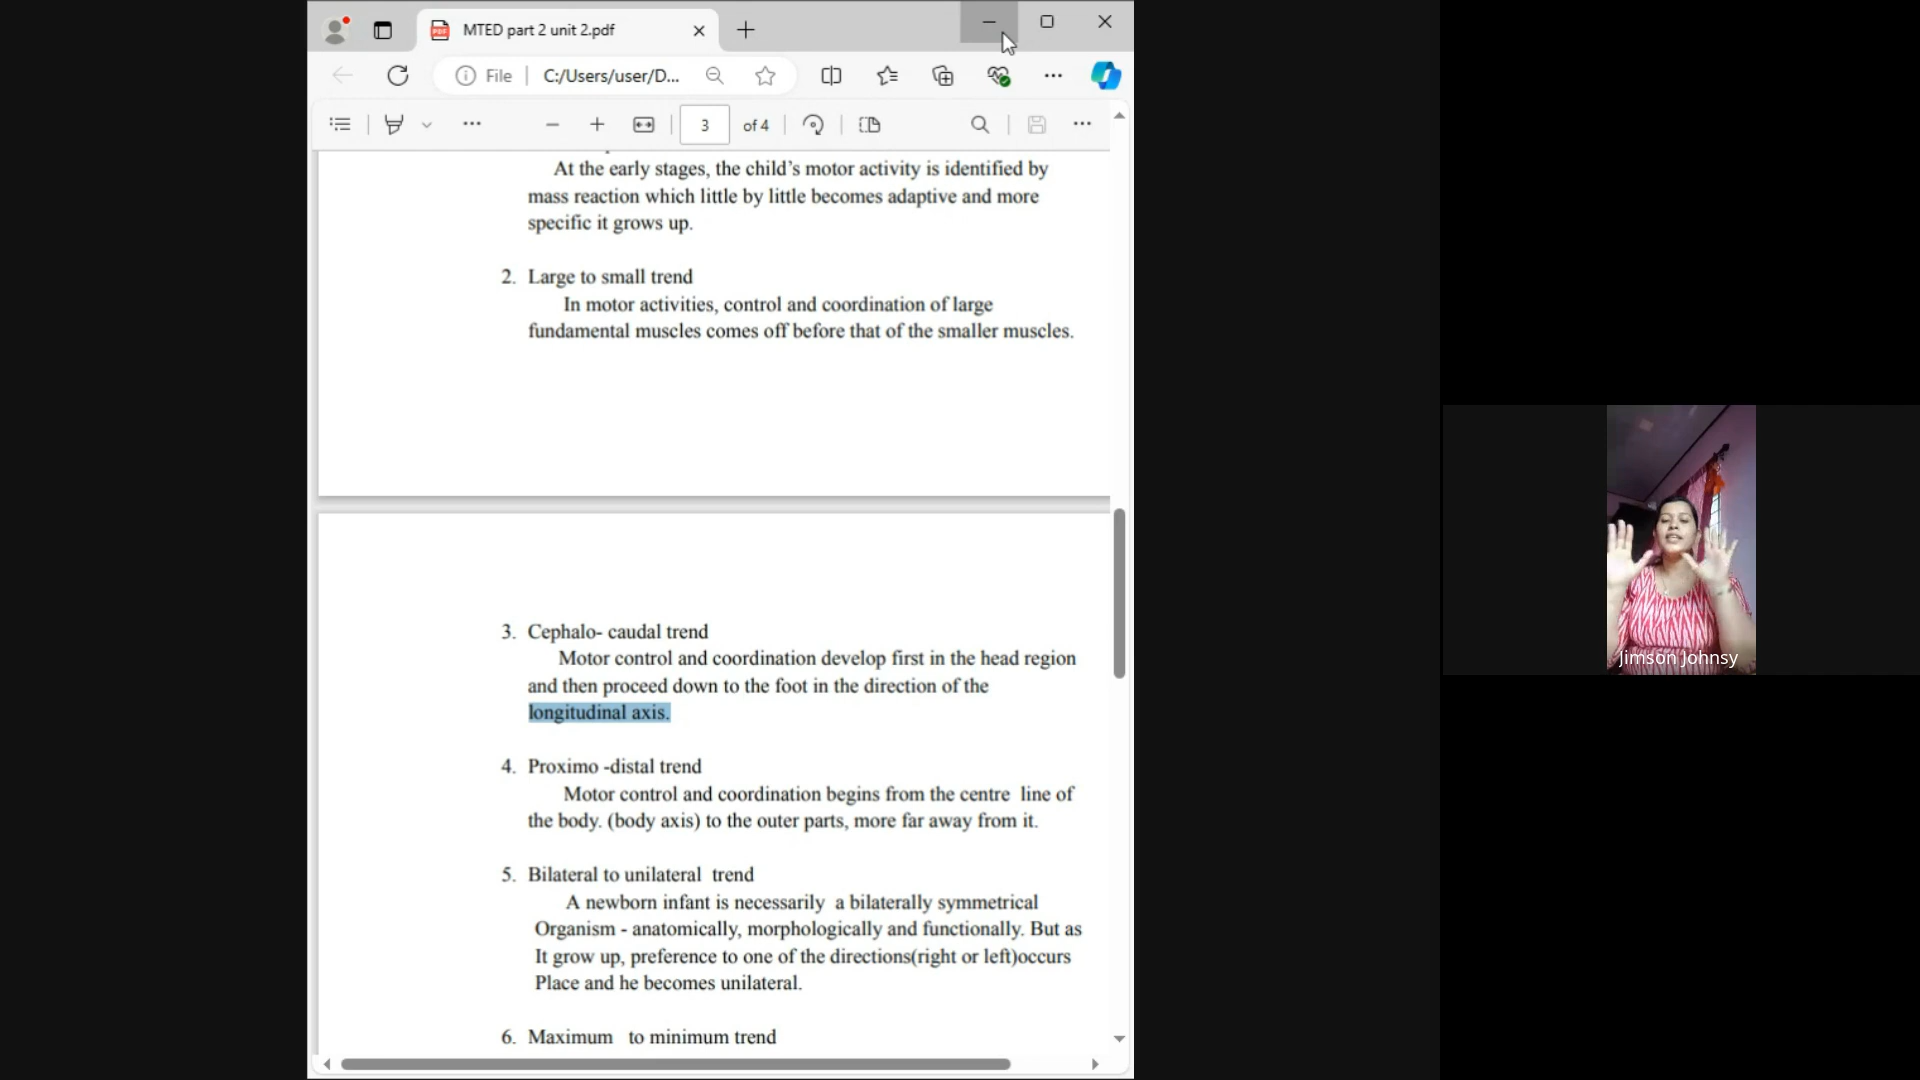 MTED part 2 unit 2.pdf
File
C:/Users/user/D...
3 of 4
At the early stages, the child's motor activity is identified by
mass reaction which little by little becomes adaptive and more
specific it grows up.
2. Large to small trend
In motor activities, control and coordination of large
fundamental muscles comes off before that of the smaller muscles.
3. Cephalo- caudal trend
Motor control and coordination develop first in the head region
and then proceed down to the foot in the direction of the
longitudinal axis.
4. Proximo -distal trend
Motor control and coordination begins from the centre line of
the body. (body axis) to the outer parts, more far away from it.
5. Bilateral to unilateral trend
A newborn infant is necessarily a bilaterally symmetrical
Organism - anatomically, morphologically and functionally. But as
It grow up, preference to one of the directions(right or left)occurs
Place and he becomes unilateral.
6. Maximum to minimum trend
Jimson Johnsy